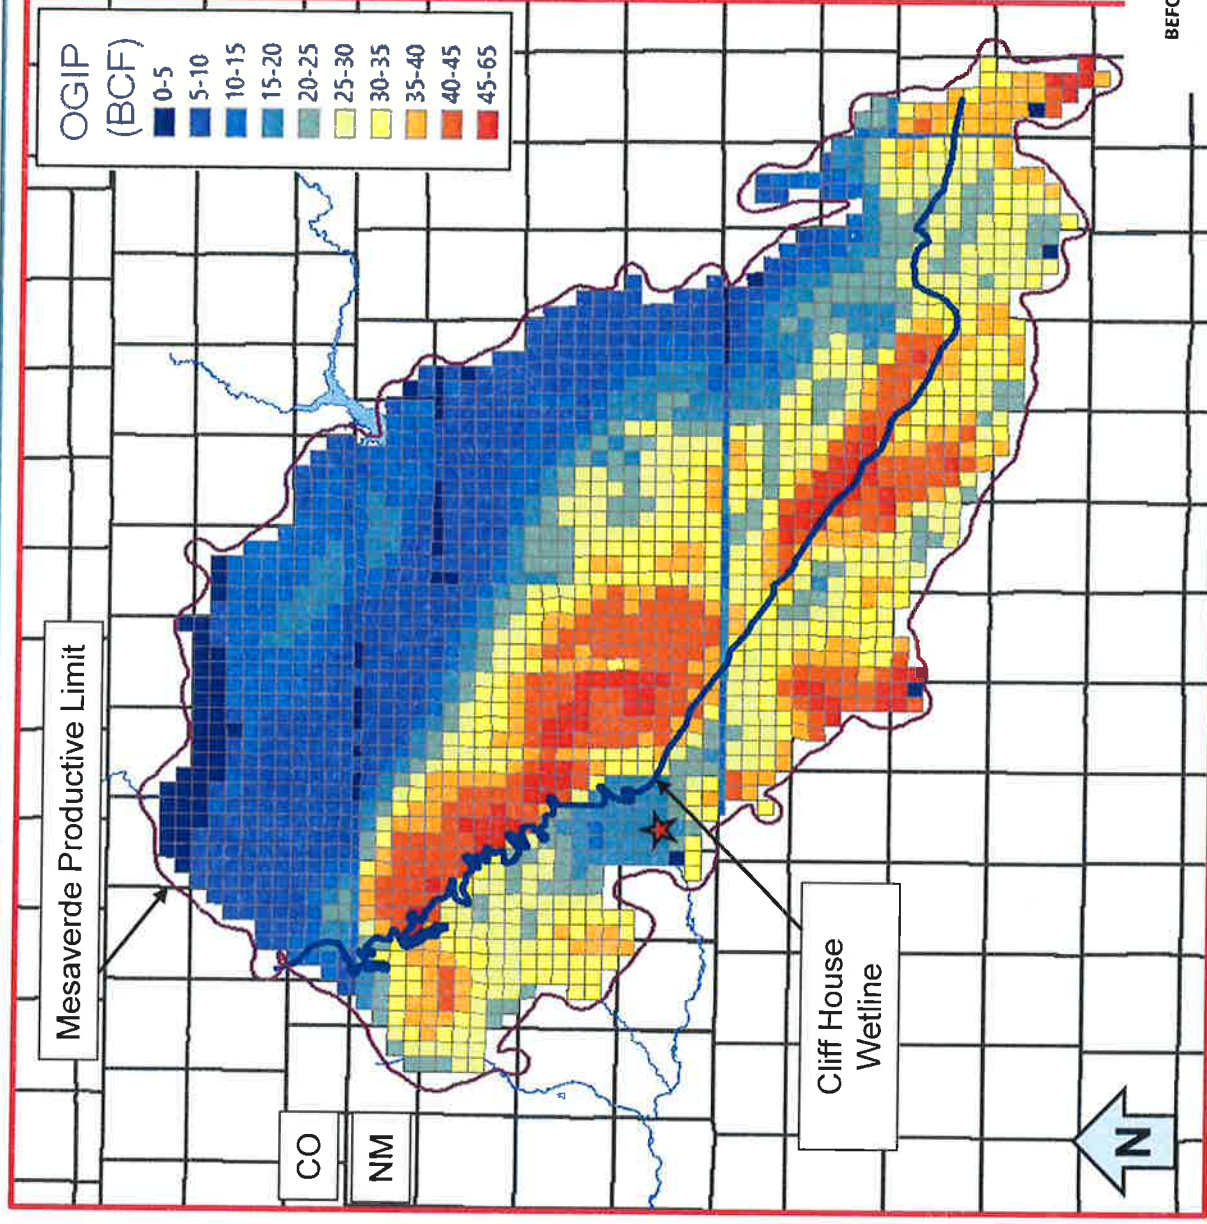 Mesaverde Productive Limit
OGIP
(BCF)
0-5
5-10
10-15
15-20
20-25
25-30
30-35
35-40
40-45
45-65
CO
NM
Cliff House
Wetline
N
BEFO